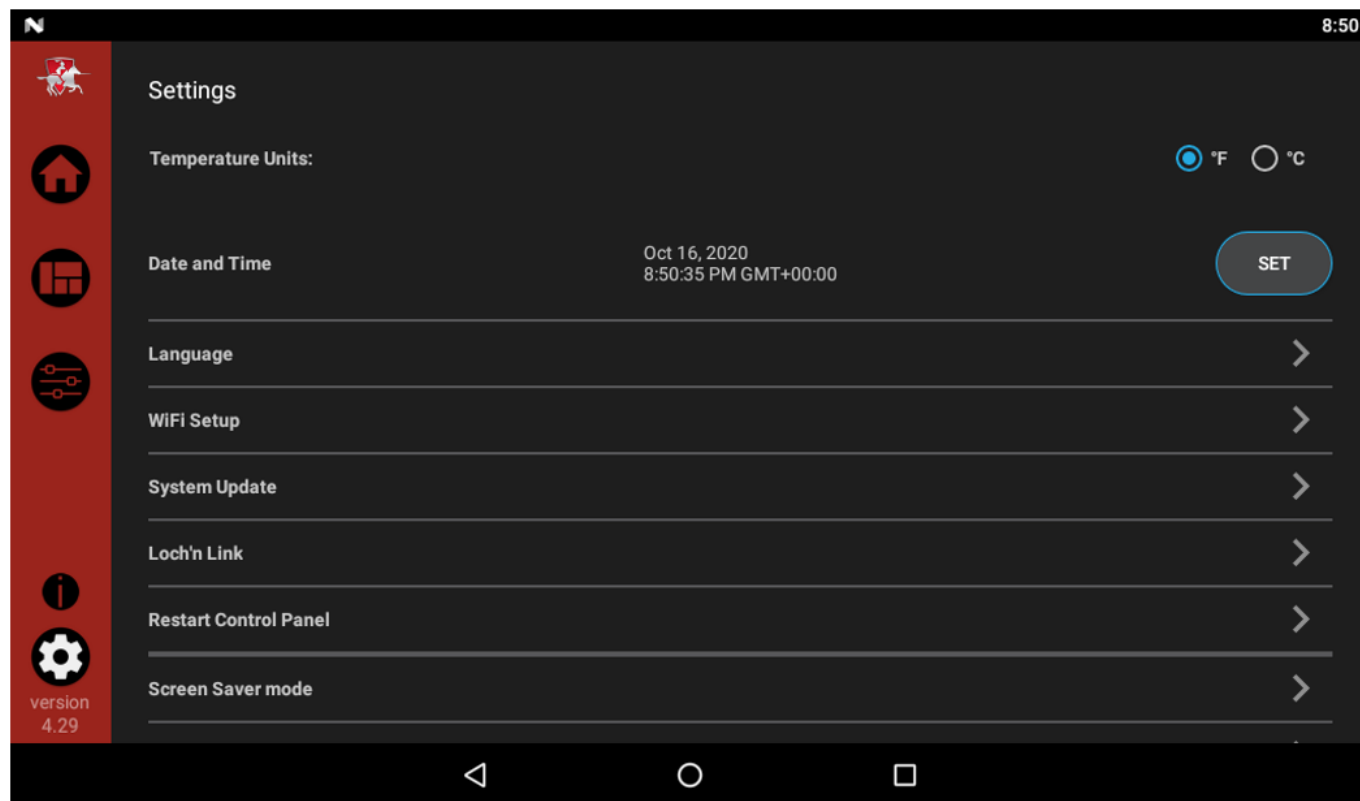 8:50
Settings
Temperature Units:
°F
°C
Date and Time
Oct 16, 2020
8:50:35 PM GMT+00:00
SET
Language
WiFi Setup
System Update
Loch'n Link
Restart Control Panel
Screen Saver mode
version
4.29